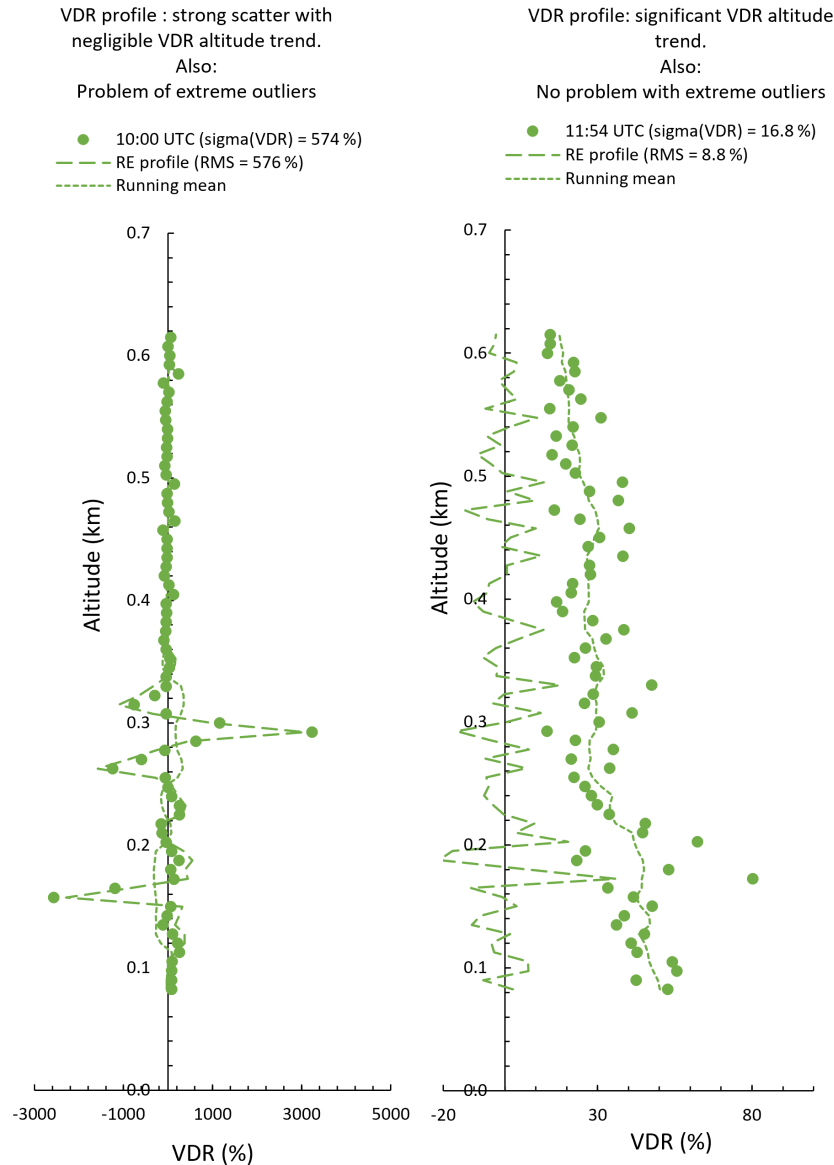 VDR profile : strong scatter with
negligible VDR altitude trend.
Also:
Problem of extreme outliers
10:00 UTC (sigma(VDR) = 574 %)
RE profile (RMS = 576 %)
Running mean
0.7
0.6
0.5
0.4
0.3
0.2
0.1
0.0
Altitude (km)
-3000
-1000
1000
3000
5000
VDR (%)
VDR profile: significant VDR altitude
trend.
Also:
No problem with extreme outliers
11:54 UTC (sigma(VDR) = 16.8 %)
RE profile (RMS = 8.8 %)
Running mean
0.7
0.6
0.5
0.4
0.3
0.2
0.1
0.0
Altitude (km)
-20
30
80
VDR (%)